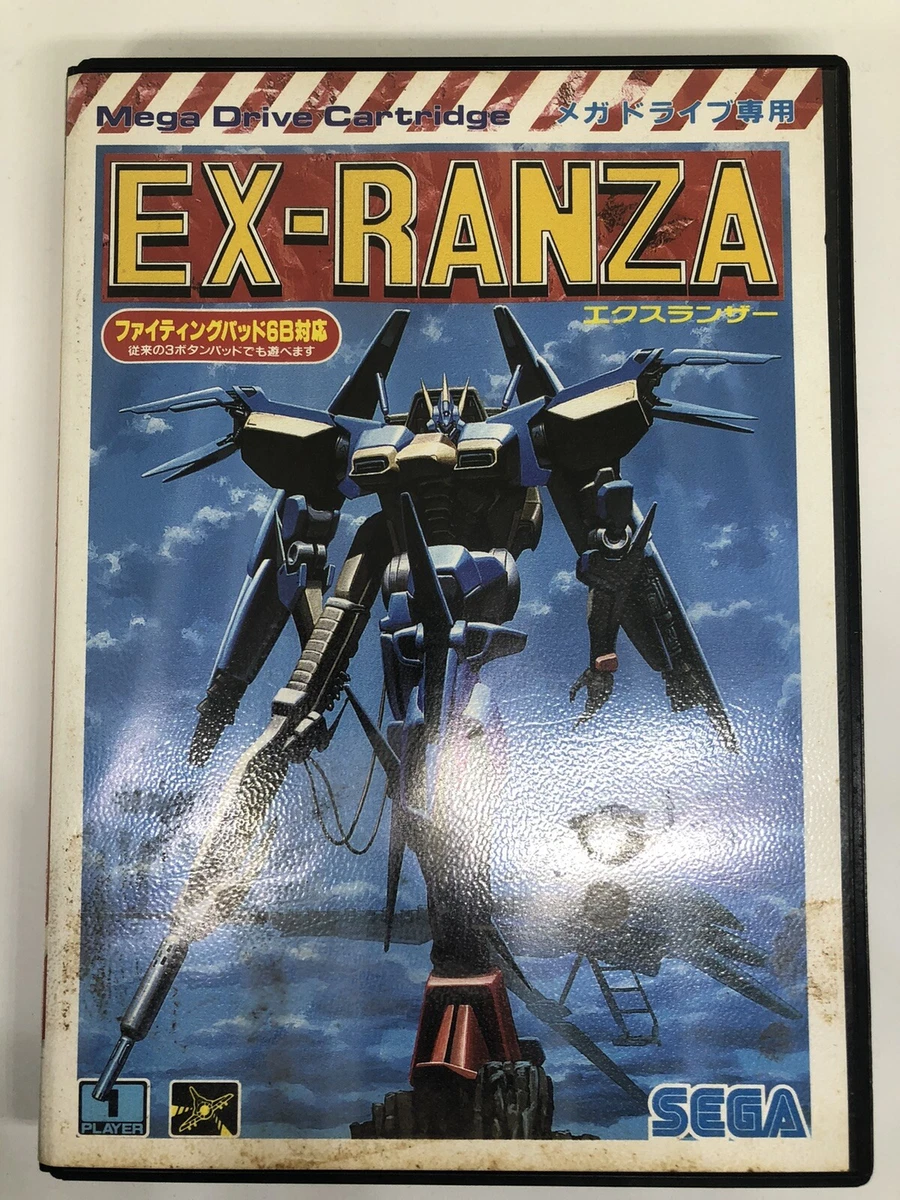 Mega Drive Cartridge メガドライブ専用
EX-RANZA
エクスランザー
ファイティングパッド6B対応
従来の3ボタンパッドでも遊べます
1
PLAYER
SEGA